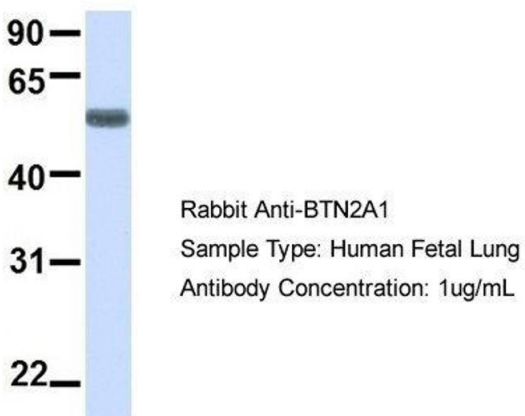 90
65
40
31
22
Rabbit Anti-BTN2A1
Sample Type: Human Fetal Lung
Antibody Concentration: 1ug/mL